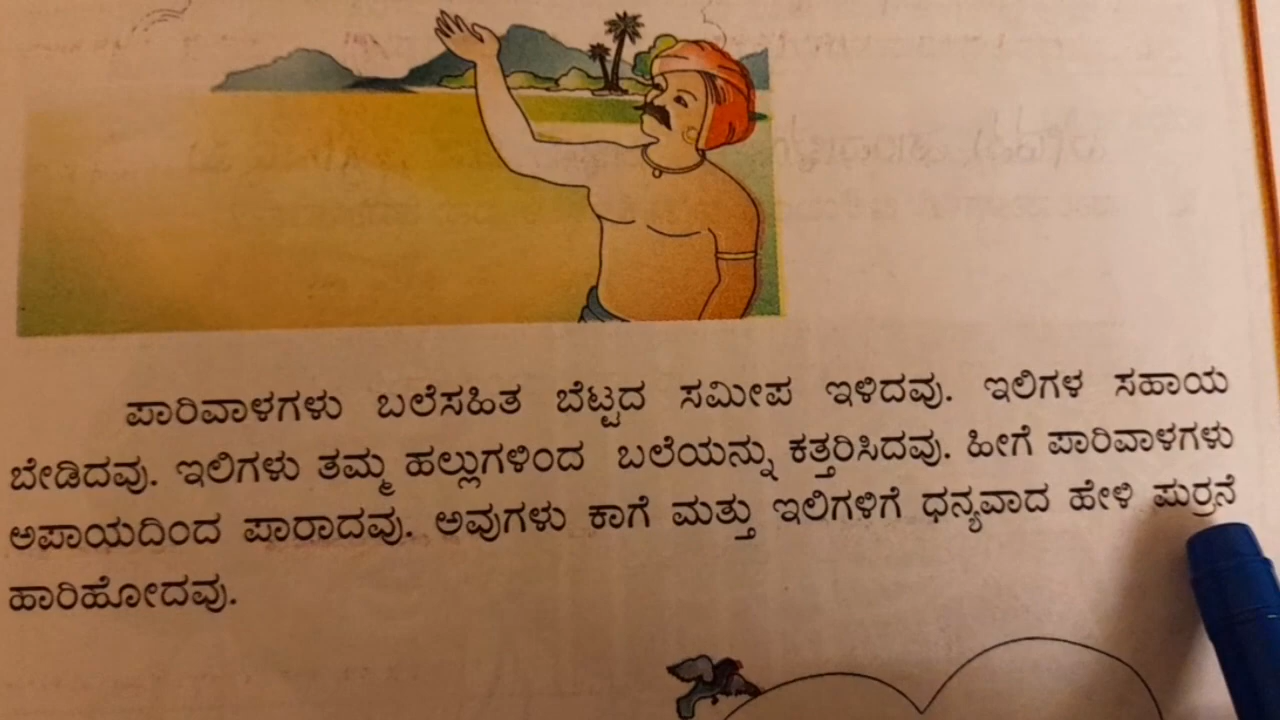 ಪಾರಿವಾಳಗಳು ಬಲೆಸಹಿತ ಬೆಟ್ಟದ ಸಮೀಪ ಇಳಿದವು. ಇಲಿಗಳ ಸಹಾಯ
ಬೇಡಿದವು. ಇಲಿಗಳು ತಮ್ಮ ಹಲ್ಲುಗಳಿಂದ ಬಲೆಯನ್ನು ಕತ್ತರಿಸಿದವು. ಹೀಗೆ ಪಾರಿವಾಳಗಳು
ಅಪಾಯದಿಂದ ಪಾರಾದವು. ಅವುಗಳು ಕಾಗೆ ಮತ್ತು ಇಲಿಗಳಿಗೆ ಧನ್ಯವಾದ ಹೇಳಿ ಪುರ್ರನೆ
ಹಾರಿಹೋದವು.